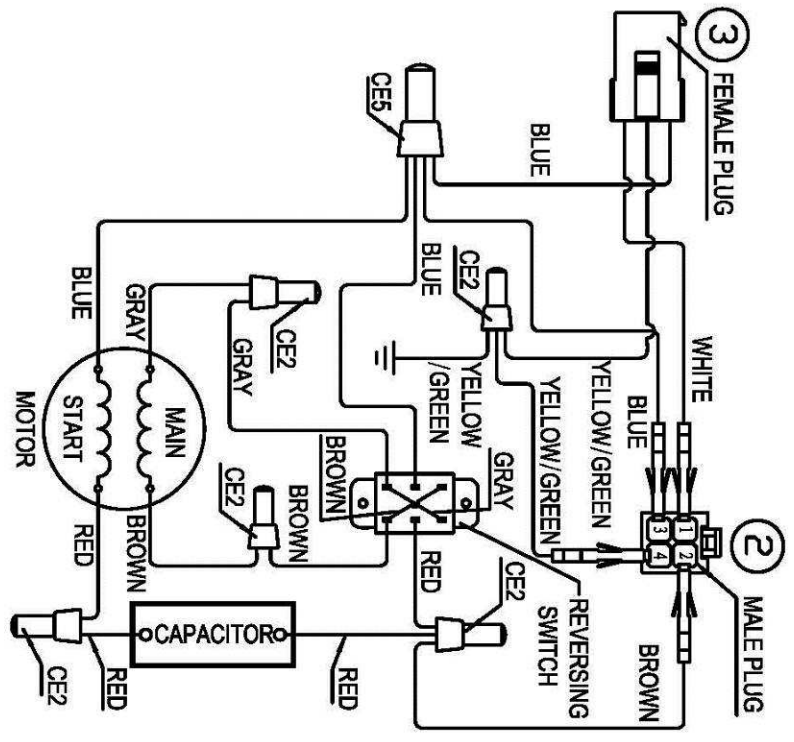 3
FEMALE PLUG
CE5
BLUE
BLUE
CE2
BLUE
GRAY
CE2
GRAY
YELLOW
/GREEN
YELLOW/GREEN
YELLOW/GREEN
WHITE
BLUE
MOTOR
START
MAIN
BROWN
GRAY
CE2
BROWN
3
1
4
2
2
MALE PLUG
RED
BROWN
RED
CE2
REVERSING
SWITCH
BROWN
CAPACITOR
CE2
RED
RED